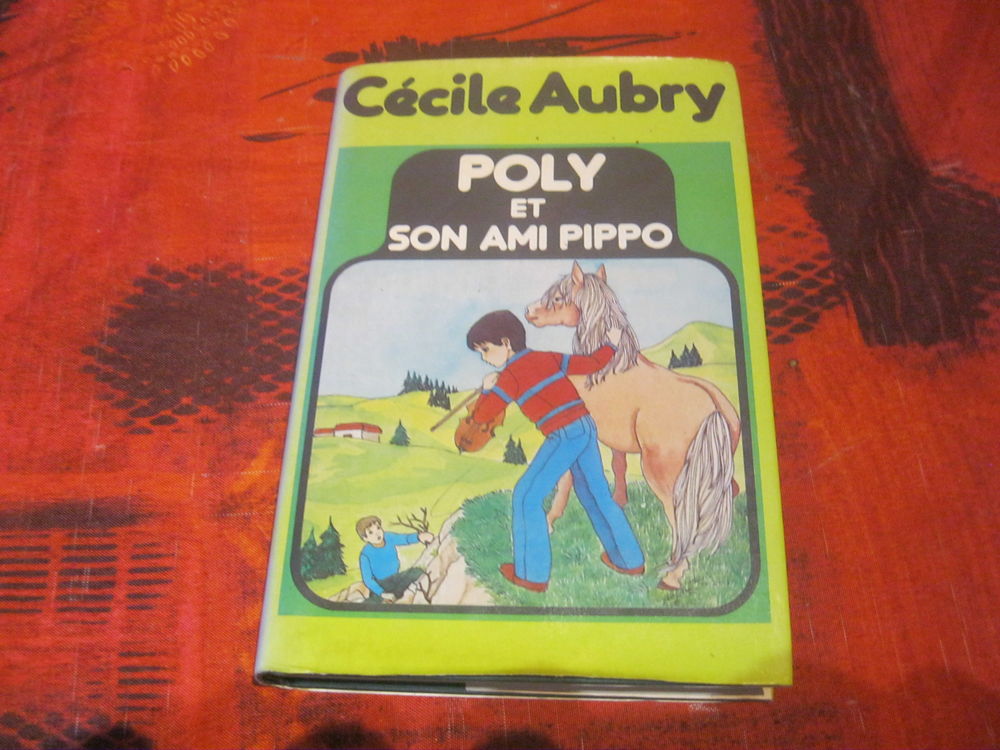 Cécile Aubry
POLY
ET
SON AMI PIPPO